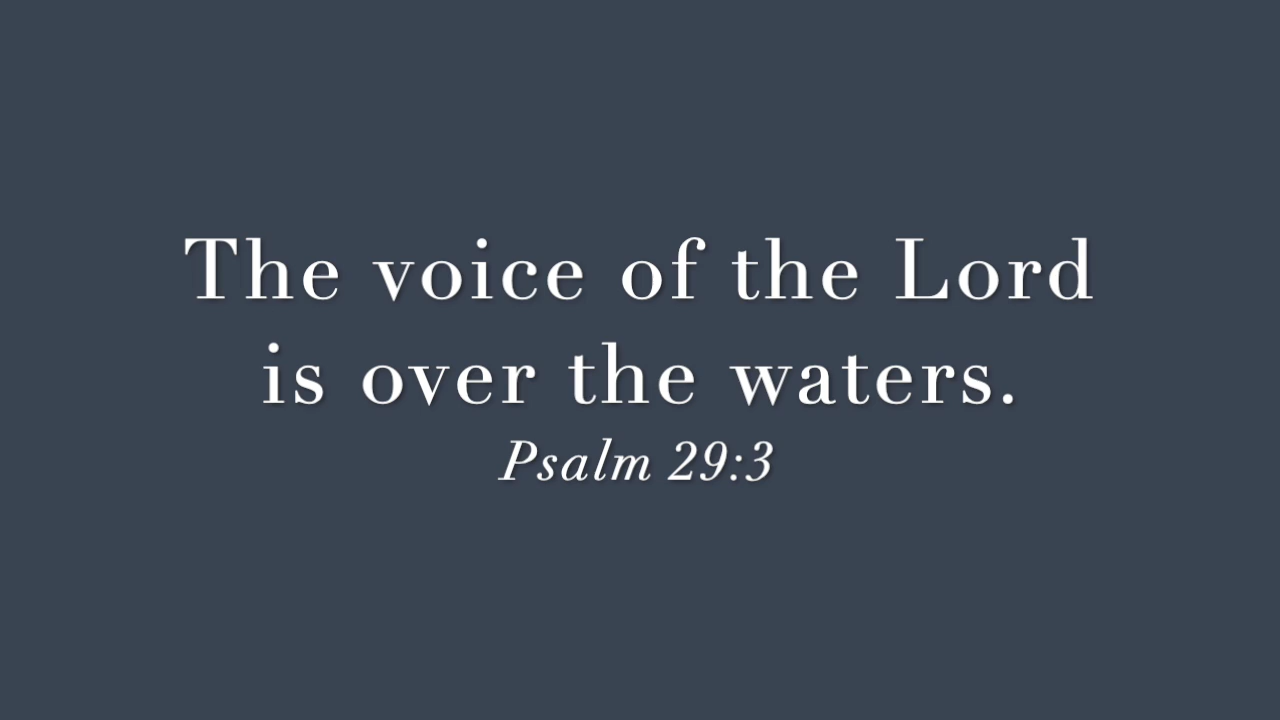 The voice of the Lord
is over the waters.
Psalm 29:3